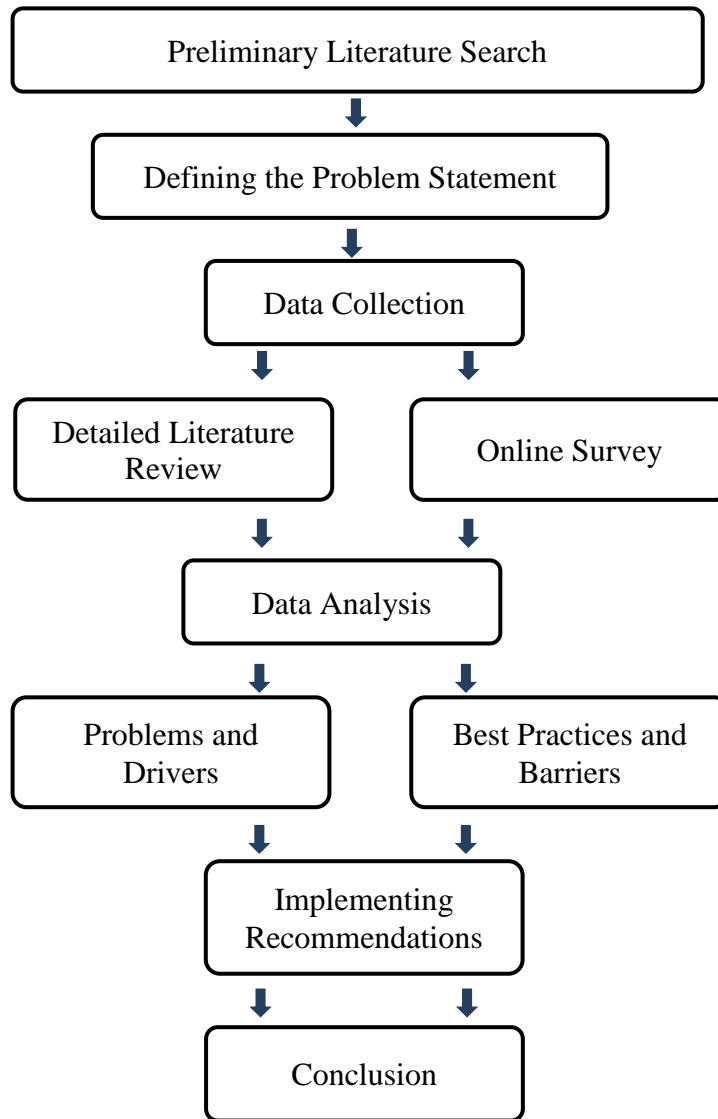 Preliminary Literature Search
Defining the Problem Statement
Data Collection
Detailed Literature
Review
Online Survey
Data Analysis
Problems and
Drivers
Best Practices and
Barriers
Implementing
Recommendations
Conclusion